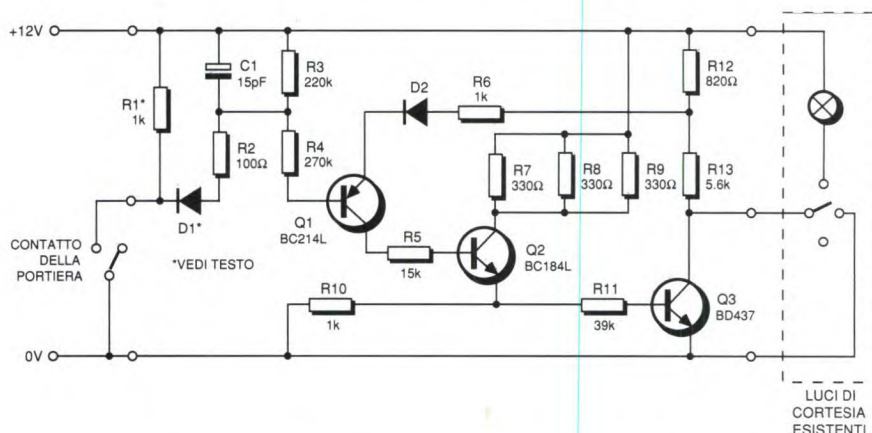 +12V
C1
15pF
R3
220k
R1*
1k
R2
100Ω
R4
270k
D1*
*VEDI TESTO
CONTATTO
DELLA
PORTIERA
0V
D2
R6
1k
Q1
BC214L
R5
15k
R7
330Ω
R8
330Ω
R9
330Ω
Q2
BC184L
R10
1k
R11
39k
R12
820Ω
R13
5.6k
Q3
BD437
LUCI DI
CORTESIA
ESISTENTI